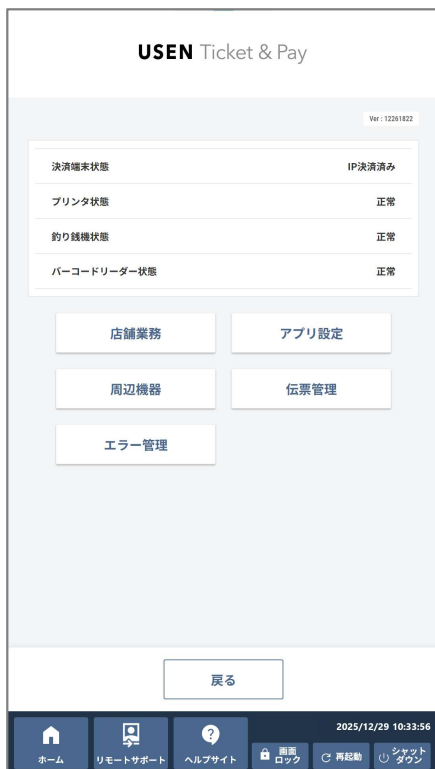 USEN Ticket & Pay
Ver : 12261822
決済端末状態 IP決済済み
プリンタ状態 正常
釣り銭機状態 正常
バーコードリーダー状態 正常
店舗業務 アプリ設定
周辺機器 伝票管理
エラー管理
戻る
2025/12/29 10:33:56
ホーム リモートサポート ヘルプサイト 画面
ロック 再起動 シャット
ダウン